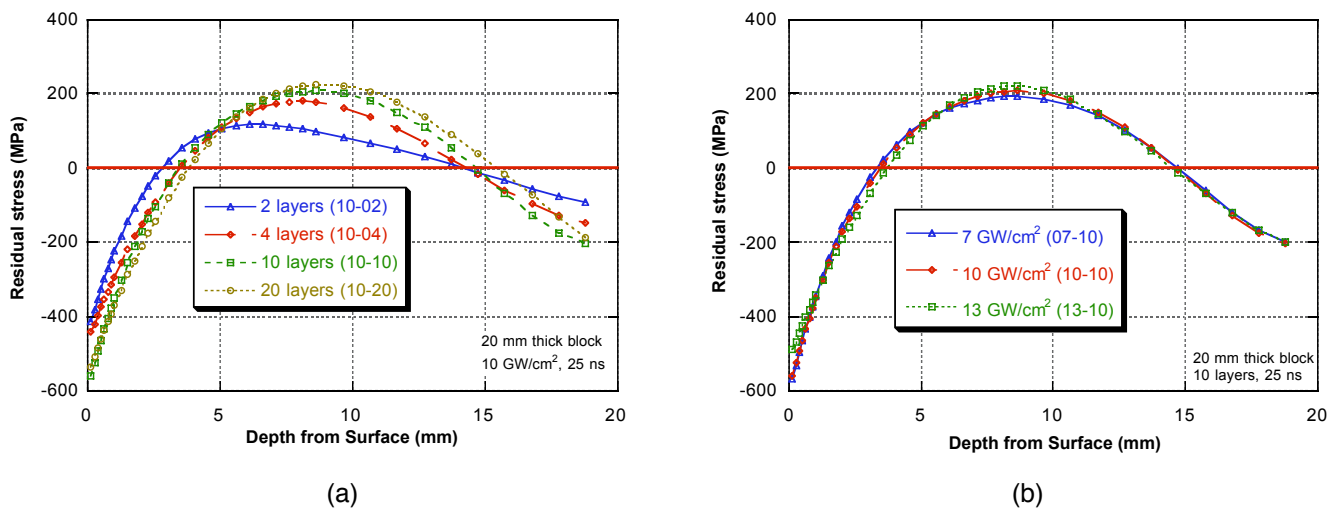 400
200
0
-200
-400
-600
Residual stress (MPa)
2 layers (10-02)
4 layers (10-04)
10 layers (10-10)
20 layers (10-20)
20 mm thick block
10 GW/cm², 25 ns
0
5
10
15
20
Depth from Surface (mm)
(a)
400
200
0
-200
-400
-600
Residual stress (MPa)
7 GW/cm² (07-10)
10 GW/cm² (10-10)
13 GW/cm² (13-10)
20 mm thick block
10 layers, 25 ns
0
5
10
15
20
Depth from Surface (mm)
(b)